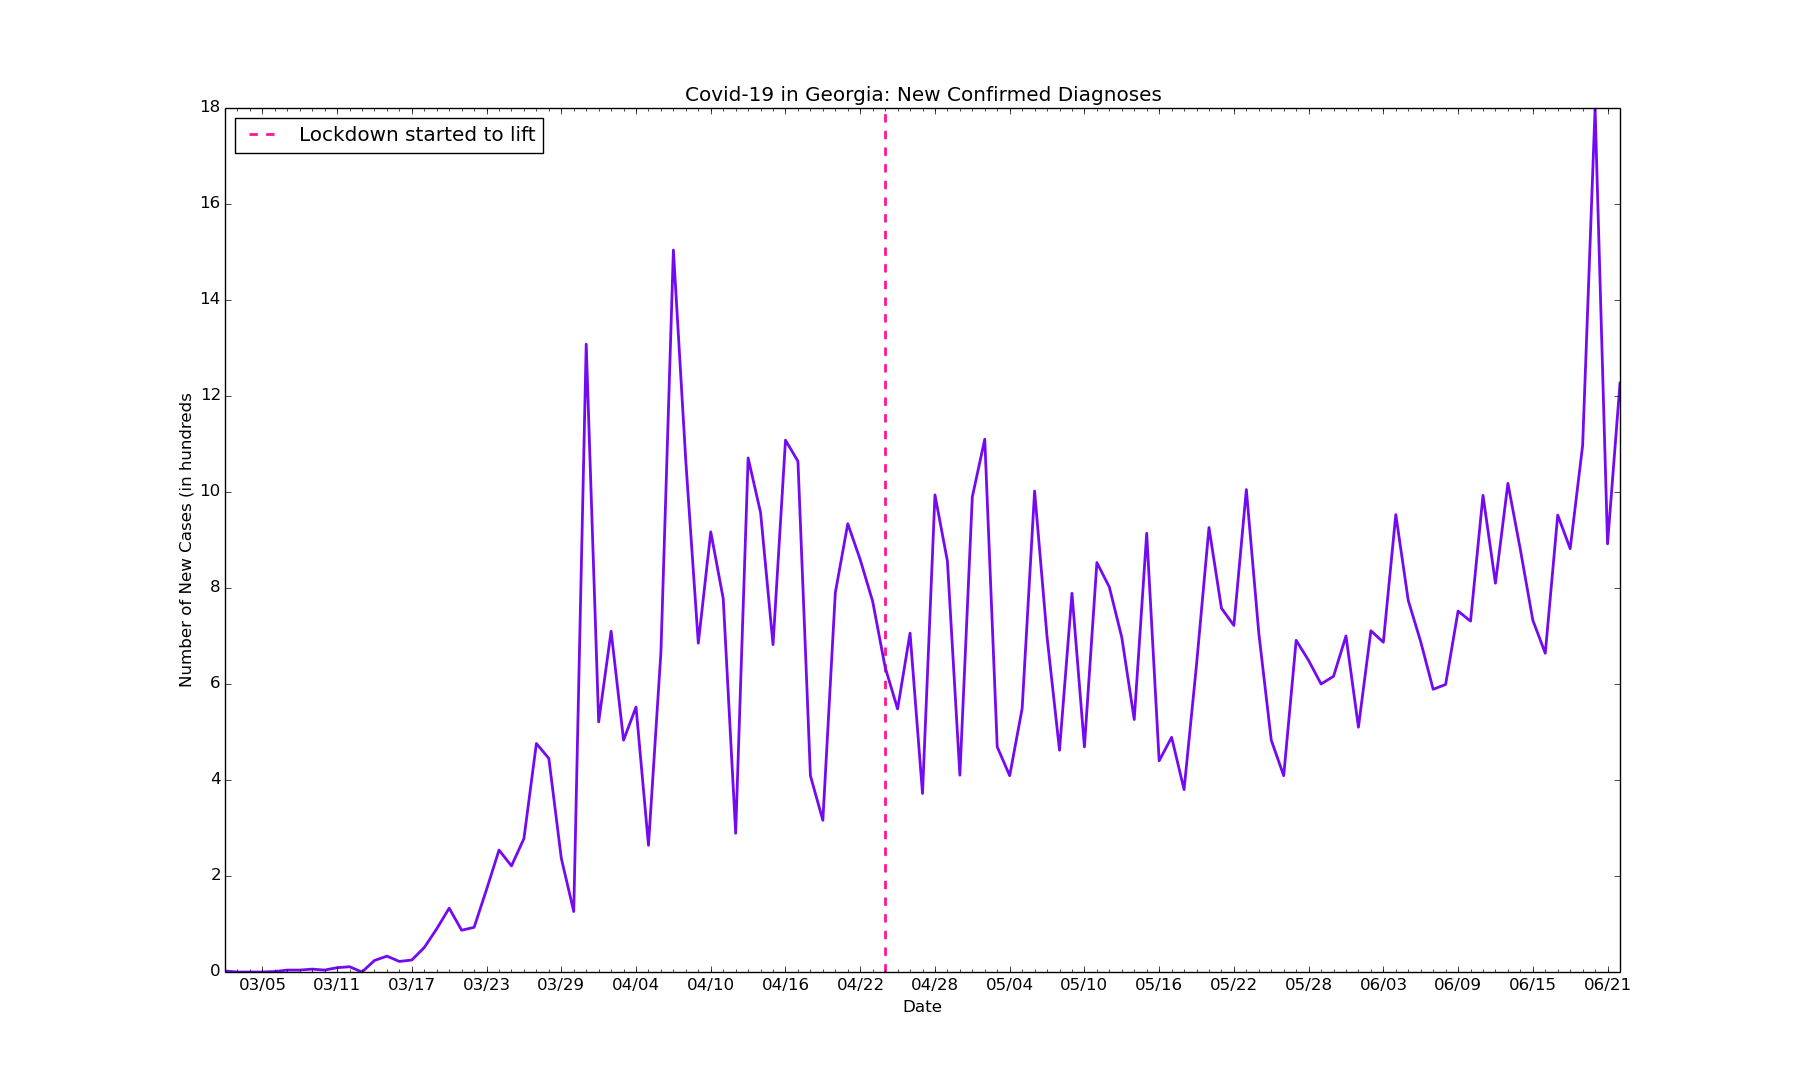 Covid-19 in Georgia: New Confirmed Diagnoses
Lockdown started to lift
Number of New Cases (in hundreds
18
16
14
12
10
8
6
4
2
0
03/05 03/11 03/17 03/23 03/29 04/04 04/10 04/16 04/22 04/28 05/04 05/10 05/16 05/22 05/28 06/03 06/09 06/15 06/21
Date